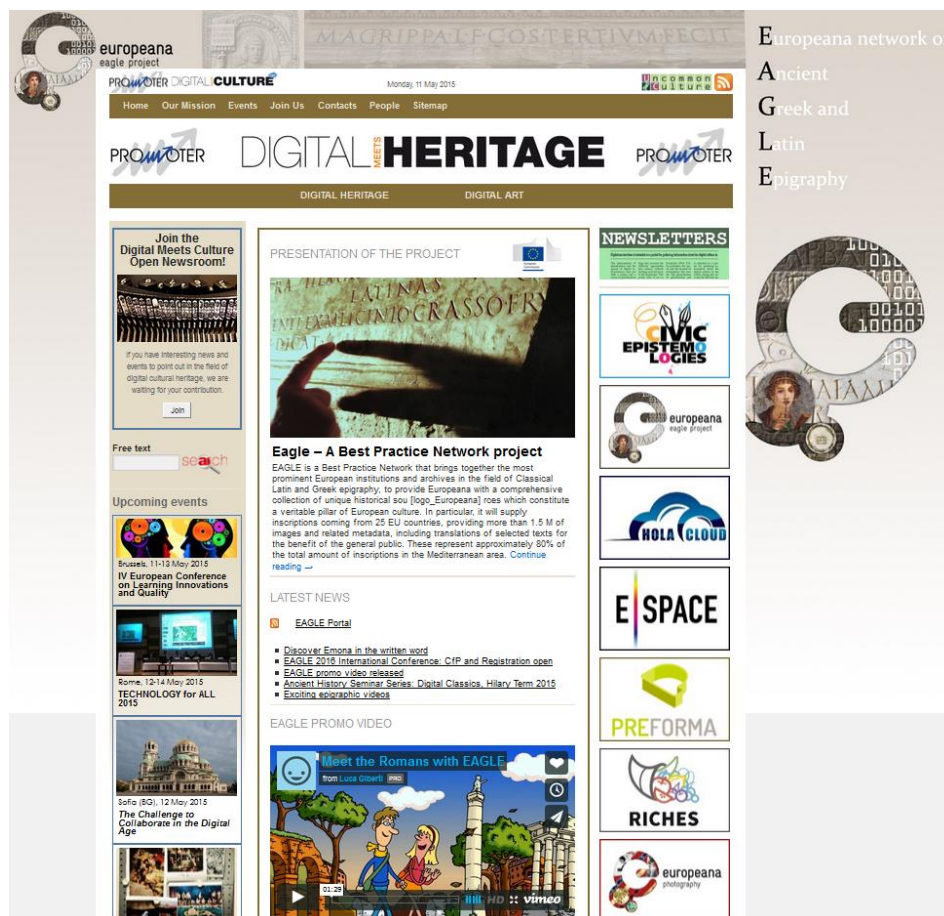 europeana
eagle project
M·AGRIPPA·L·F·COS·TERTIVM·FECIT
Europeana network o
Ancient
Greek and
Latin
Epigraphy
PROMOTER DIGITALMEETSCULTURE
Monday, 11 May 2015
Uncommon
Culture
Home Our Mission Events Join Us Contacts People Sitemap
PROMOTER
DIGITAL MEETS HERITAGE
PROMOTER
DIGITAL HERITAGE DIGITAL ART
Join the
Digital Meets Culture
Open Newsroom!
If you have interesting news and
events to point out in the field of
digital cultural heritage, we are
waiting for your contribution.
Join
Free text
search
Upcoming events
Brussels, 11-13 May 2015
IV European Conference
on Learning Innovations
and Quality
Rome, 12-14 May 2015
TECHNOLOGY for ALL
2015
Sofia (BG), 12 May 2015
The Challenge to
Collaborate in the Digital
Age
PRESENTATION OF THE PROJECT
Eagle – A Best Practice Network project
EAGLE is a Best Practice Network that brings together the most
prominent European institutions and archives in the field of Classical
Latin and Greek epigraphy, to provide Europeana with a comprehensive
collection of unique historical sou [logo_Europeana] roes which constitute
a veritable pillar of European culture. In particular, it will supply
inscriptions coming from 25 EU countries, providing more than 1.5 M of
images and related metadata, including translations of selected texts for
the benefit of the general public. These represent approximately 80% of
the total amount of inscriptions in the Mediterranean area. Continue
reading →
LATEST NEWS
EAGLE Portal
Discover Emona in the written word
EAGLE 2016 International Conference: CfP and Registration open
EAGLE promo video released
Ancient History Seminar Series: Digital Classics, Hilary Term 2015
Exciting epigraphic videos
EAGLE PROMO VIDEO
Meet the Romans with EAGLE
from Luca Giberti PRO
01:29
HD vimeo
NEWSLETTERS
CIVIC
EPISTEMO
LOGIES
europeana
eagle project
HOLA CLOUD
E SPACE
PREFORMA
RICHES
europeana
photography